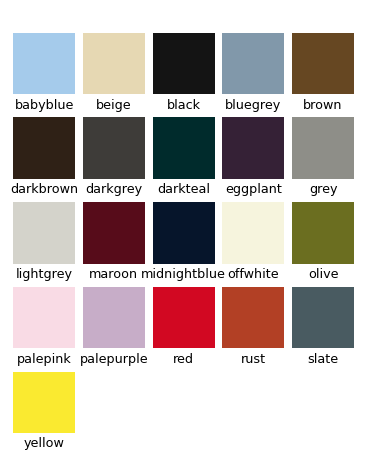 babyblue beige black bluegrey brown
darkbrown darkgrey darkteal eggplant grey
lightgrey maroon midnightblue offwhite olive
palepink palepurple red rust slate
yellow